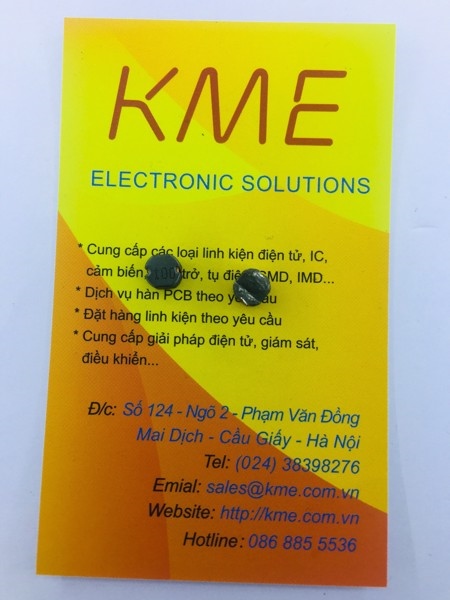 KME
ELECTRONIC SOLUTIONS
* Cung cấp các loại linh kiện điện tử, IC,
cảm biến, trở, tụ SMD, IMD...
* Dịch vụ hàn PCB theo
* Đặt hàng linh kiện theo yêu cầu
* Cung cấp giải pháp điện tử, giám sát,
điều khiển...
Đ/c: Số 124 - Ngõ 2 - Phạm Văn Đồng
Mai Dịch - Cầu Giấy - Hà Nội
Tel: (024) 38398276
Emial: sales@kme.com.vn
Website: http://kme.com.vn
Hotline: 086 885 5536